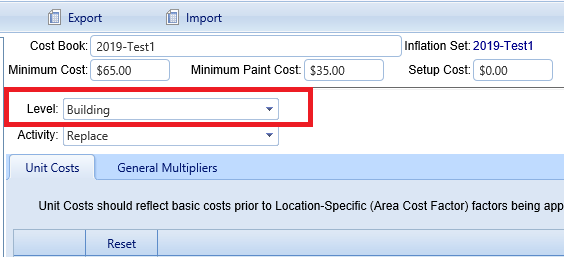 Export Import
Cost Book: 2019-Test1 Inflation Set: 2019-Test1
Minimum Cost: $65.00 Minimum Paint Cost: $35.00 Setup Cost: $0.00
Level: Building
Activity: Replace
Unit Costs General Multipliers
Unit Costs should reflect basic costs prior to Location-Specific (Area Cost Factor) factors being app
Reset